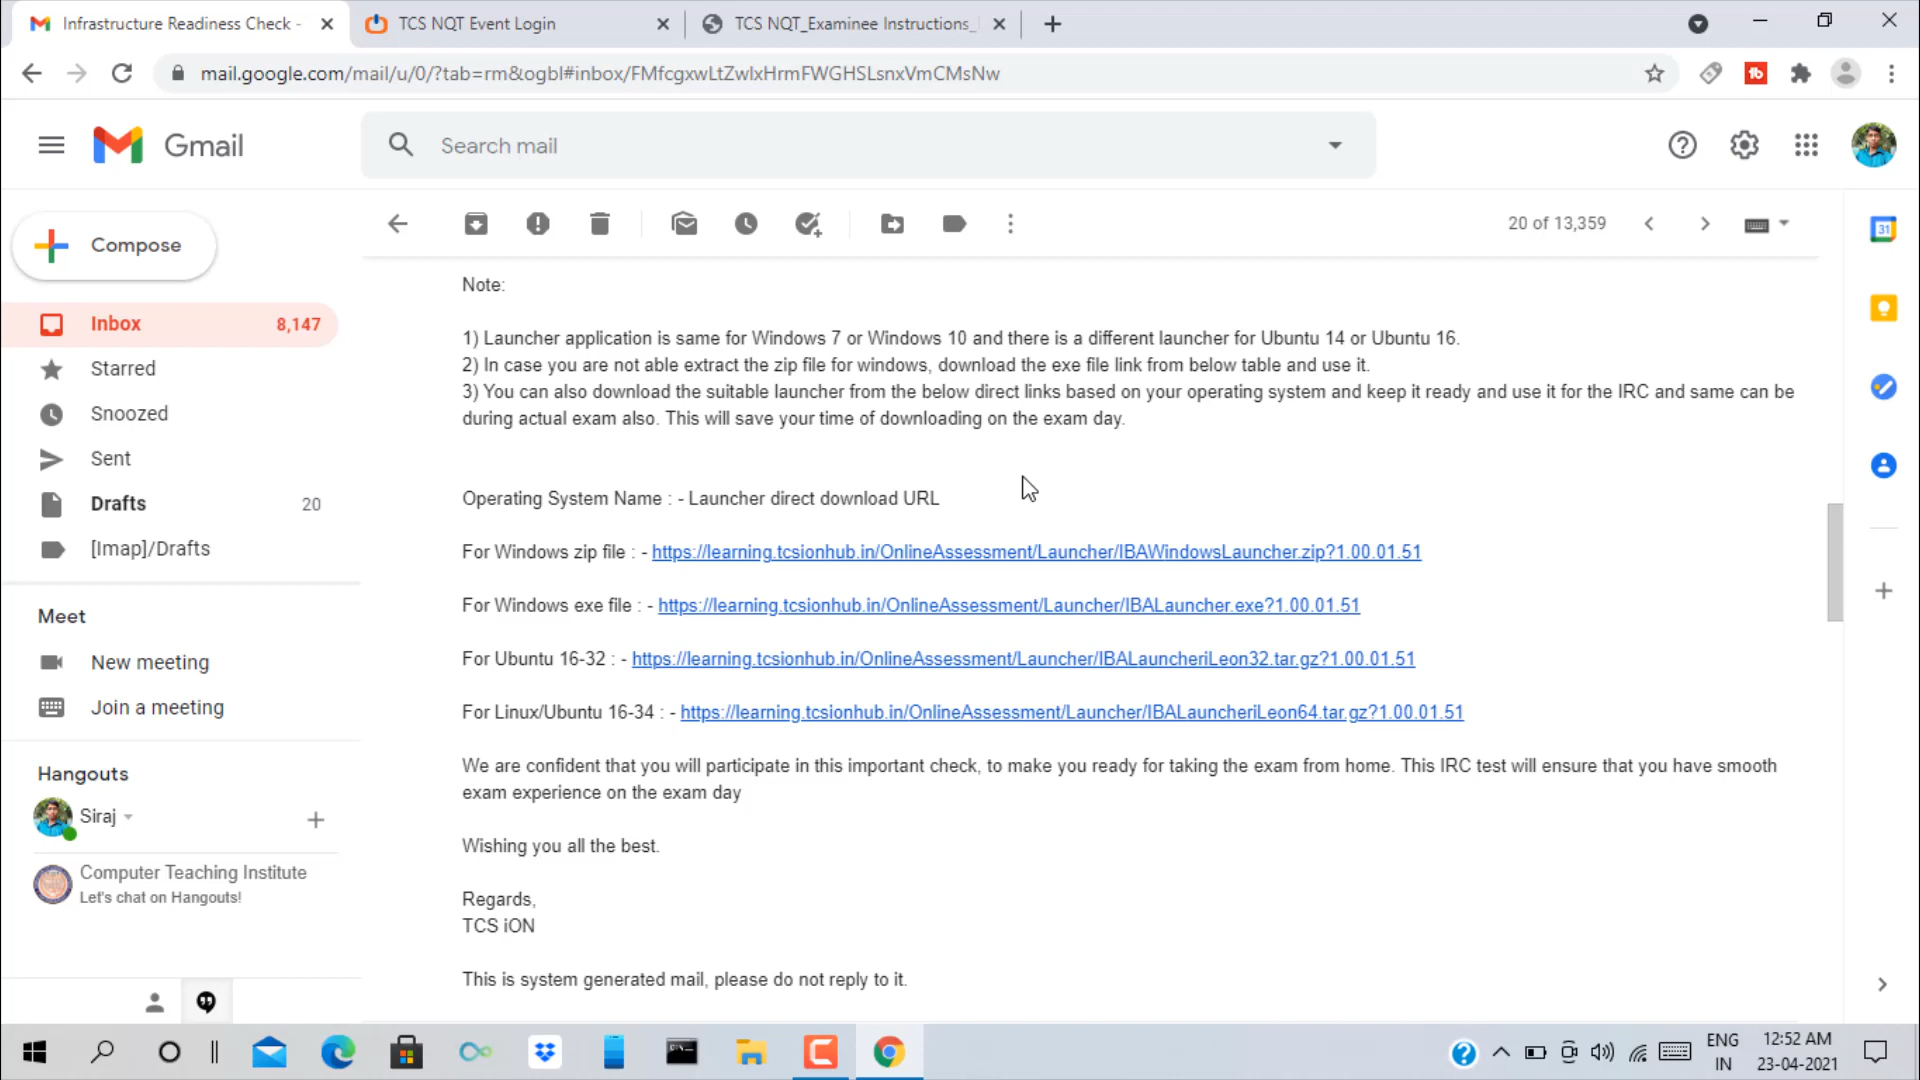 Infrastructure Readiness Check -
TCS NQT Event Login
TCS NQT_Examinee Instructions_
mail.google.com/mail/u/0/?tab=rm&ogbl#inbox/FMfcgxwLtZwlxHrmFWGHSLsnxVmCMsNw
Gmail
Search mail
Compose
20 of 13,359
31
Inbox 8,147
Starred
Snoozed
Sent
Drafts 20
[Imap]/Drafts
Meet
New meeting
Join a meeting
Hangouts
Siraj
Computer Teaching Institute
Let's chat on Hangouts!
Note:
1) Launcher application is same for Windows 7 or Windows 10 and there is a different launcher for Ubuntu 14 or Ubuntu 16.
2) In case you are not able extract the zip file for windows, download the exe file link from below table and use it.
3) You can also download the suitable launcher from the below direct links based on your operating system and keep it ready and use it for the IRC and same can be
during actual exam also. This will save your time of downloading on the exam day.
Operating System Name : - Launcher direct download URL
For Windows zip file : - https://learning.tcsionhub.in/OnlineAssessment/Launcher/IBAWindowsLauncher.zip?1.00.01.51
For Windows exe file : - https://learning.tcsionhub.in/OnlineAssessment/Launcher/IBALauncher.exe?1.00.01.51
For Ubuntu 16-32 : - https://learning.tcsionhub.in/OnlineAssessment/Launcher/IBALauncheriLeon32.tar.gz?1.00.01.51
For Linux/Ubuntu 16-34 : - https://learning.tcsionhub.in/OnlineAssessment/Launcher/IBALauncheriLeon64.tar.gz?1.00.01.51
We are confident that you will participate in this important check, to make you ready for taking the exam from home. This IRC test will ensure that you have smooth
exam experience on the exam day
Wishing you all the best.
Regards,
TCS iON
This is system generated mail, please do not reply to it.
ENG
IN
12:52 AM
23-04-2021